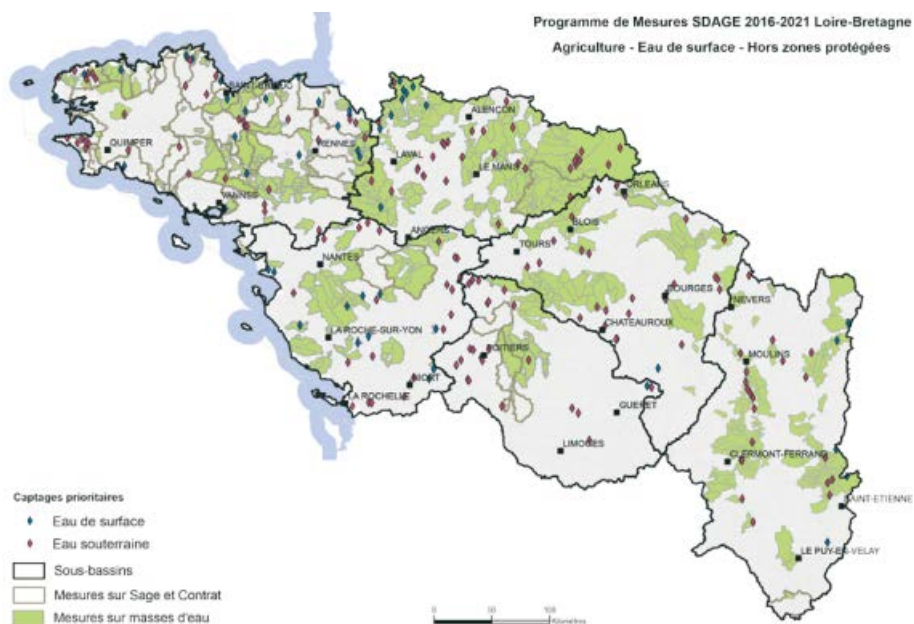 Programme de Mesures SDAGE 2016-2021 Loire-Bretagne
Agriculture - Eau de surface - Hors zones protégées
SAINT-BRIEUC
ALENCON
QUIMPER
RENNES
LAVAL
LE MANS
VANNES
ORLEANS
BLOIS
ANGERS
TOURS
NANTES
BOURGES
NEVERS
LA ROCHE-SUR-YON
CHATEAUROUX
POITIERS
MOULINS
NIORT
LA ROCHELLE
GUERET
LIMOGES
CLERMONT-FERRAND
SAINT-ETIENNE
LE PUY-EN-VELAY
Captages prioritaires
Eau de surface
Eau souterraine
Sous-bassins
Mesures sur Sage et Contrat
Mesures sur masses d'eau
0 50 100
Kilomètres